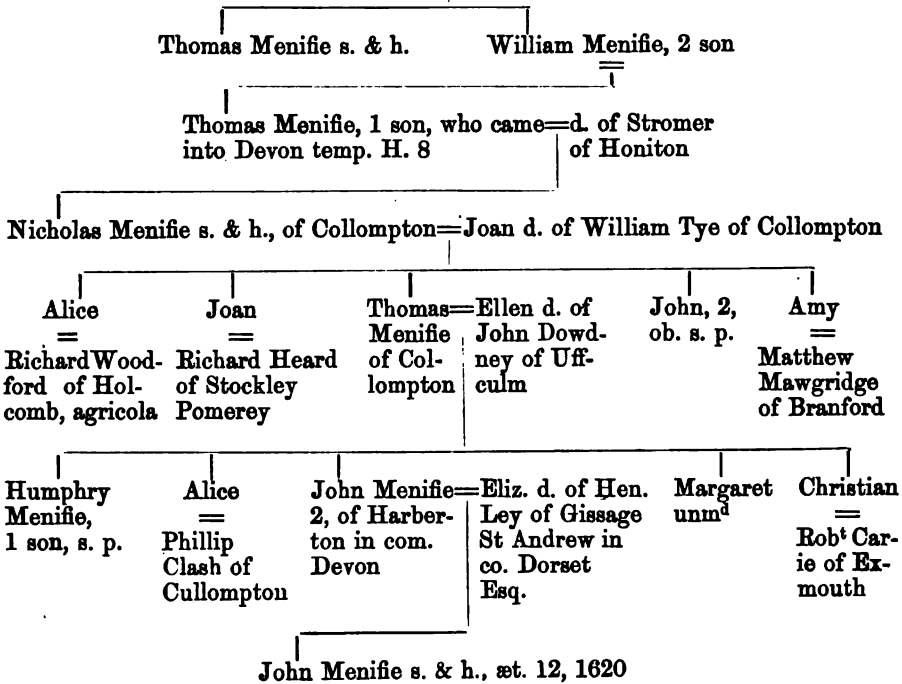 Thomas Menifie s. & h.
William Menifie, 2 son
=
Thomas Menifie, 1 son, who came=d. of Stromer
into Devon temp. H. 8
of Honiton
Nicholas Menifie s. & h., of Collompton=Joan d. of William Tye of Collompton
Alice
=
Richard Wood-
ford of Hol-
comb, agricola
Joan
=
Richard Heard
of Stockley
Pomerey
Thomas=
Menifie
of Col-
lompton
Ellen d. of
John Dowd-
ney of Uff-
culm
John, 2,
ob. s. p.
Amy
=
Matthew
Mawgridge
of Branford
Humphry
Menifie,
1 son, s. p.
Alice
=
Phillip
Clash of
Cullompton
John Menifie=
2, of Harber-
ton in com.
Devon
Eliz. d. of Hen.
Ley of Gissage
St Andrew in
co. Dorset
Esq.
Margaret
unmᵈ
Christian
=
Robᵗ Car-
ie of Ex-
mouth
John Menifie s. & h., æt. 12, 1620